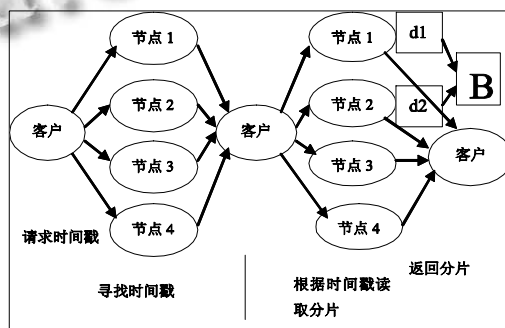 节点 1
节点 1
d1
B
节点 2
节点 2
d2
客户
客户
客户
节点 3
节点 3
节点 4
节点 4
请求时间戳
返回分片
寻找时间戳
根据时间戳读
取分片